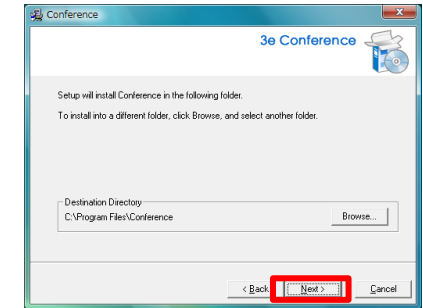 Conference
3e Conference
Setup will install Conference in the following folder.
To install into a different folder, click Browse, and select another folder.
Destination Directory
C:\Program Files\Conference
Browse...
< Back
Next >
Cancel